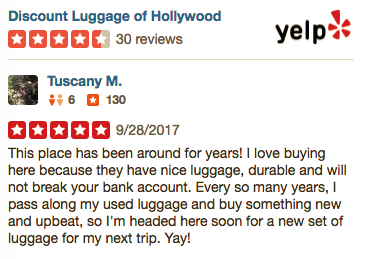 Discount Luggage of Hollywood
30 reviews
yelp
Tuscany M.
6 130
9/28/2017
This place has been around for years! I love buying
here because they have nice luggage, durable and will
not break your bank account. Every so many years, I
pass along my used luggage and buy something new
and upbeat, so I'm headed here soon for a new set of
luggage for my next trip. Yay!